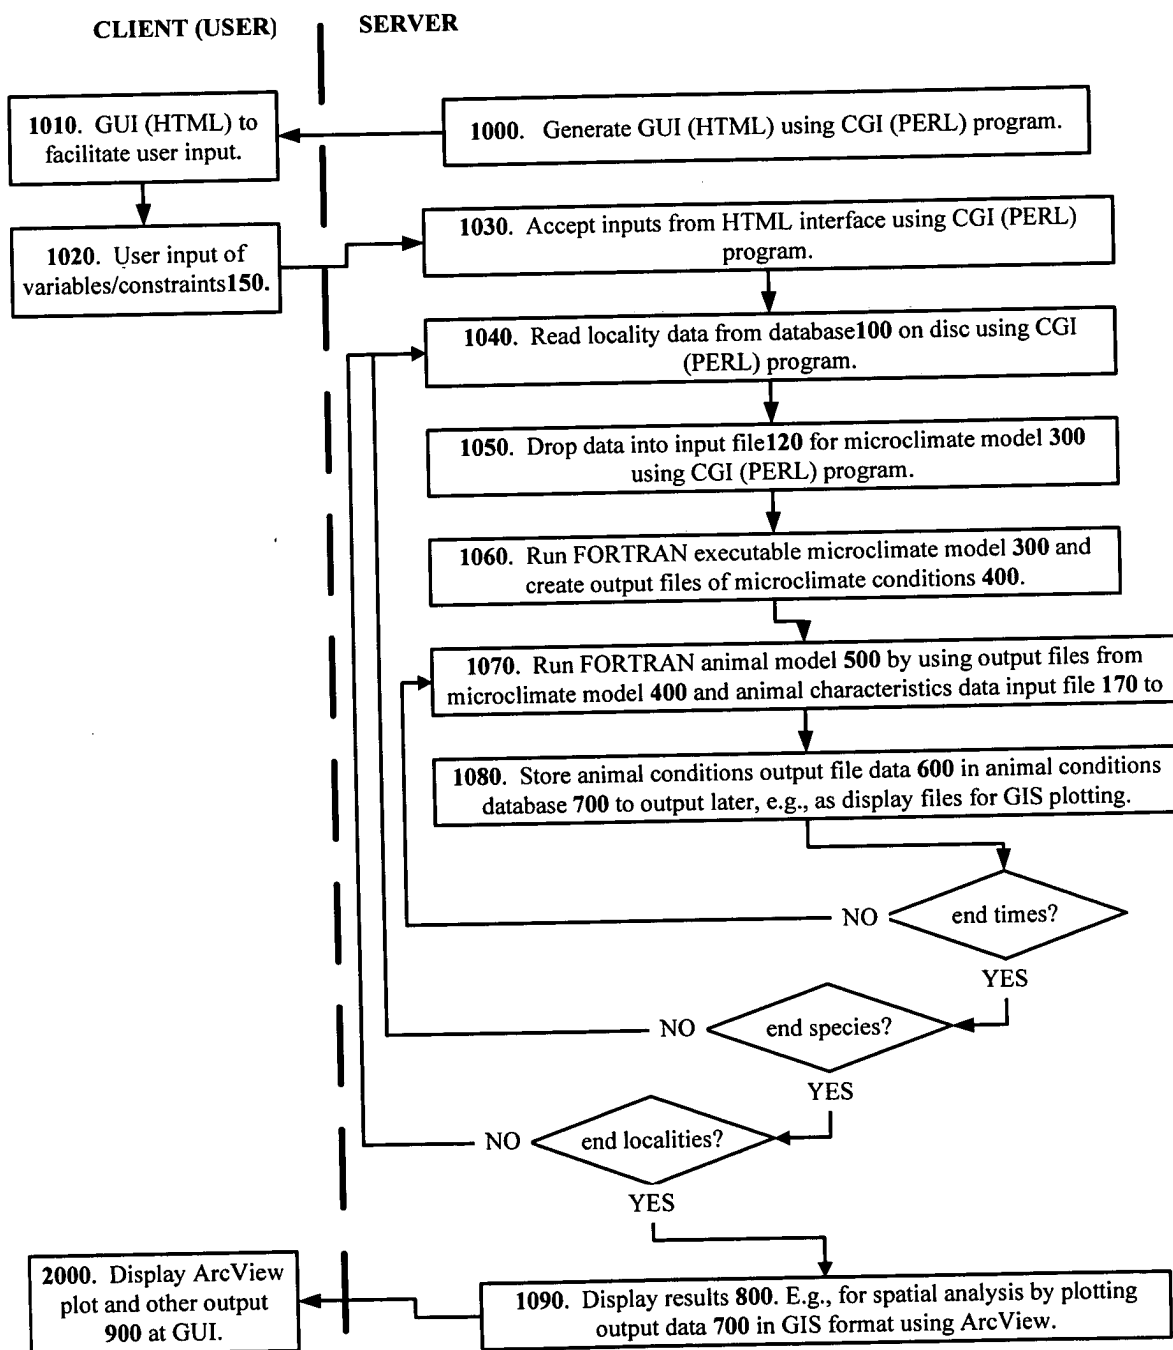 CLIENT (USER)
SERVER
1010. GUI (HTML) to
facilitate user input.
1000. Generate GUI (HTML) using CGI (PERL) program.
1020. User input of
variables/constraints150.
1030. Accept inputs from HTML interface using CGI (PERL)
program.
1040. Read locality data from database100 on disc using CGI
(PERL) program.
1050. Drop data into input file120 for microclimate model 300
using CGI (PERL) program.
1060. Run FORTRAN executable microclimate model 300 and
create output files of microclimate conditions 400.
1070. Run FORTRAN animal model 500 by using output files from
microclimate model 400 and animal characteristics data input file 170 to
1080. Store animal conditions output file data 600 in animal conditions
database 700 to output later, e.g., as display files for GIS plotting.
NO
end times?
YES
NO
end species?
YES
NO
end localities?
YES
2000. Display ArcView
plot and other output
900 at GUI.
1090. Display results 800. E.g., for spatial analysis by plotting
output data 700 in GIS format using ArcView.